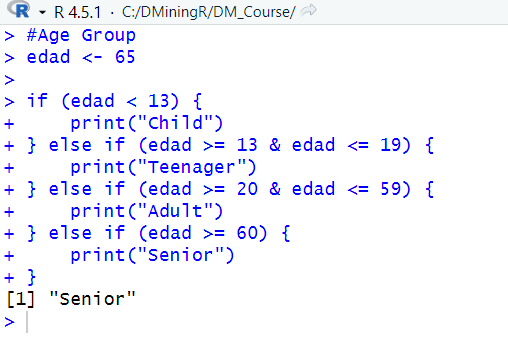 R 4.5.1 · C:/DMiningR/DM_Course/
> #Age Group
> edad <- 65
>
> if (edad < 13) {
+     print("Child")
+ } else if (edad >= 13 & edad <= 19) {
+     print("Teenager")
+ } else if (edad >= 20 & edad <= 59) {
+     print("Adult")
+ } else if (edad >= 60) {
+     print("Senior")
+ }
[1] "Senior"
>